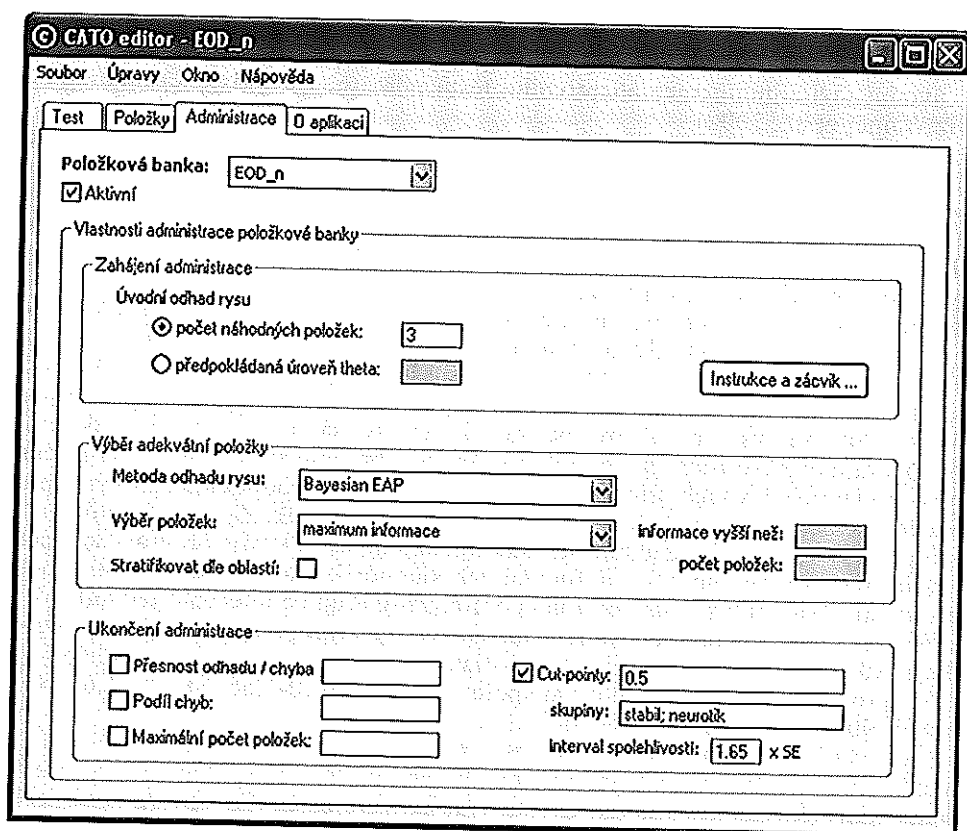 © CATO editor - EOD_n
Soubor Úpravy Okno Nápověda
Test Položky Administrace O aplikaci
Položková banka: EOD_n
Aktivní
Vlastnosti administrace položkové banky
Zahájení administrace
Úvodní odhad rysu
počet náhodných položek: 3
předpokládaná úroveň theta:
Instrukce a zácvik ...
Výběr adekvátní položky
Metoda odhadu rysu: Bayesian EAP
Výběr položek: maximum informace informace vyšší než:
Stratifikovat dle oblastí: počet položek:
Ukončení administrace
Přesnost odhadu / chyba Cut-pointy: 0.5
Podíl chyb: skupiny: stabil; neurotik
Maximální počet položek: Interval spolehlivosti: 1.65 x SE